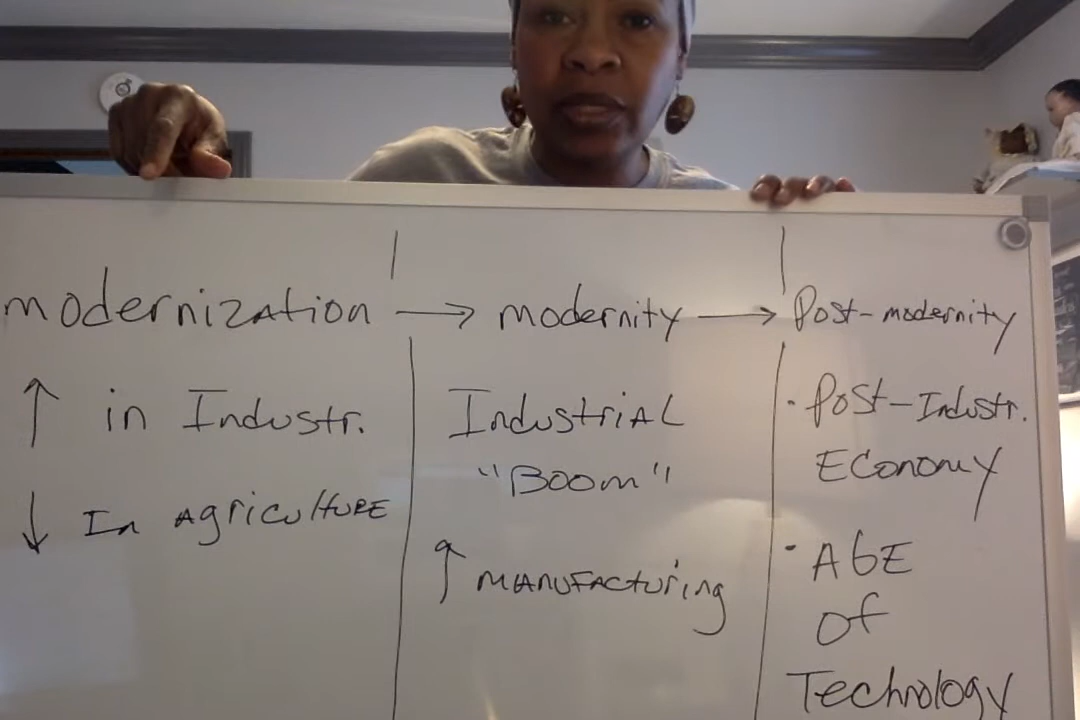 modernization → modernity → Post-modernity
↑ in Industr.
↓ In AgricultURE
IndustriAL
"Boom"
↑ MANUFActuring
• Post-Industr.
Economy
• AGE
of
Technology